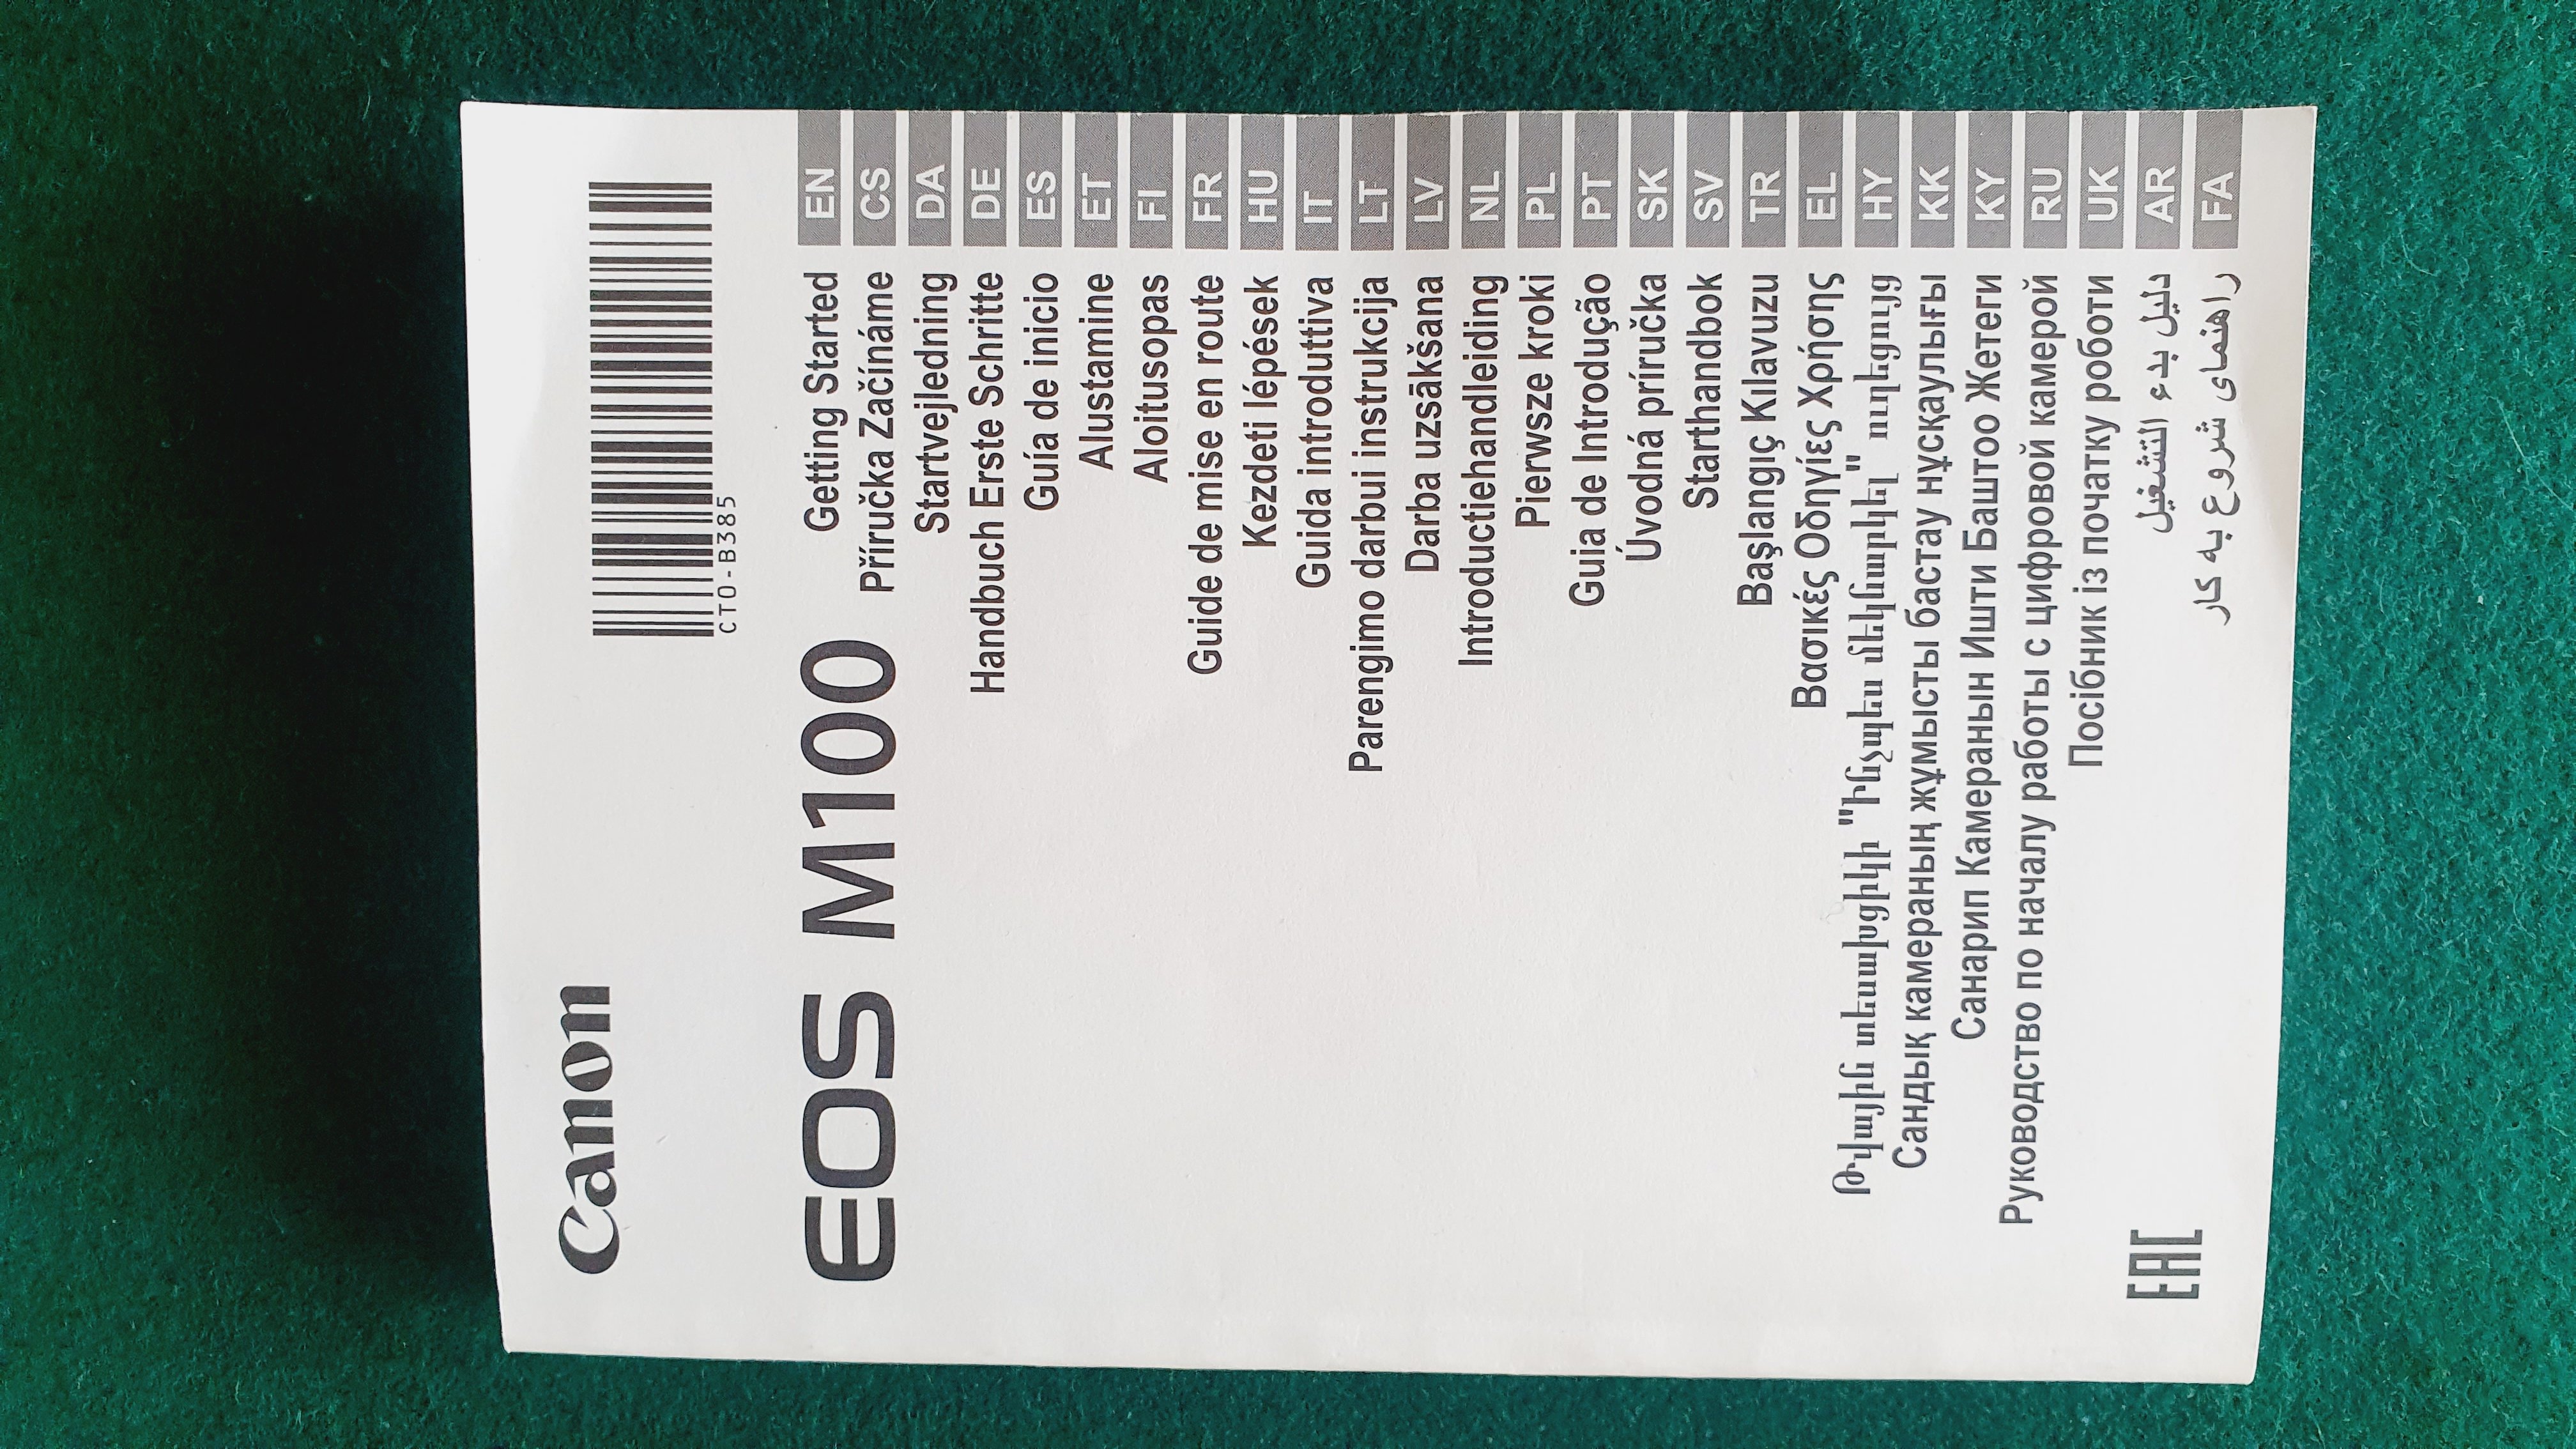 Canon
CT0-B385
EOS M100
Getting Started EN
Příručka Začínáme CS
Startvejledning DA
Handbuch Erste Schritte DE
Guía de inicio ES
Alustamine ET
Aloitusopas FI
Guide de mise en route FR
Kezdeti lépések HU
Guida introduttiva IT
Parengimo darbui instrukcija LT
Darba uzsākšana LV
Introductiehandleiding NL
Pierwsze kroki PL
Guia de Introdução PT
Úvodná príručka SK
Starthandbok SV
Başlangıç Kılavuzu TR
Βασικές Οδηγίες Χρήσης EL
Թվային տեսախցիկի "Ինչպես մեկնարկել" ուղեցույց HY
Сандық камераның жұмысты бастау нұсқаулығы KK
Санарип Камеранын Ишти Баштоо Жетеги KY
Руководство по началу работы с цифровой камерой RU
Посібник із початку роботи UK
دليل بدء التشغيل AR
راهنمای شروع به کار FA
EAC